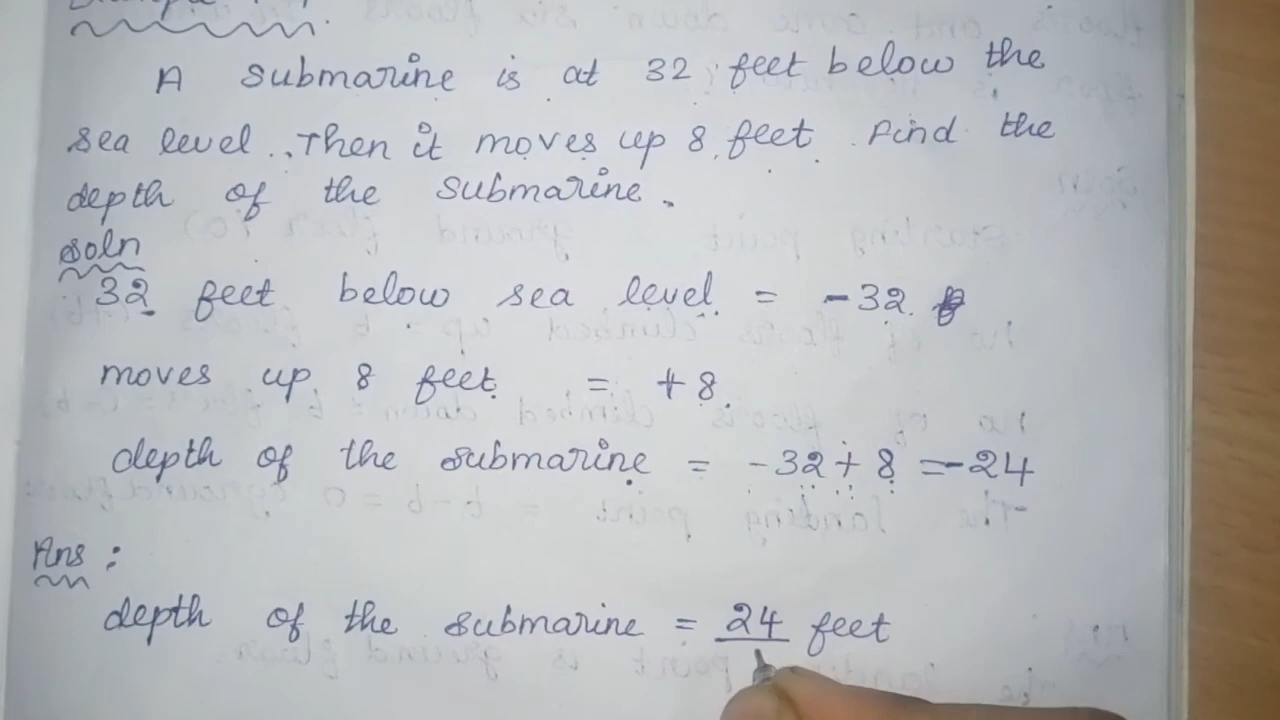 A submarine is at 32 feet below the
sea level. Then it moves up 8 feet. Find the
depth of the submarine.
Soln
32 feet below sea level = -32
moves up 8 feet = +8
depth of the submarine = -32+8 =-24
Ans :
depth of the submarine = 24 feet